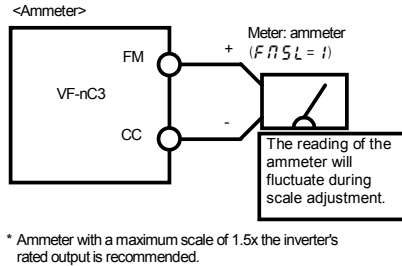 <Ammeter>
Meter: ammeter
(FMSL = 1)
FM
+
VF-nC3
CC
-
The reading of the
ammeter will
fluctuate during
scale adjustment.
* Ammeter with a maximum scale of 1.5x the inverter's
rated output is recommended.